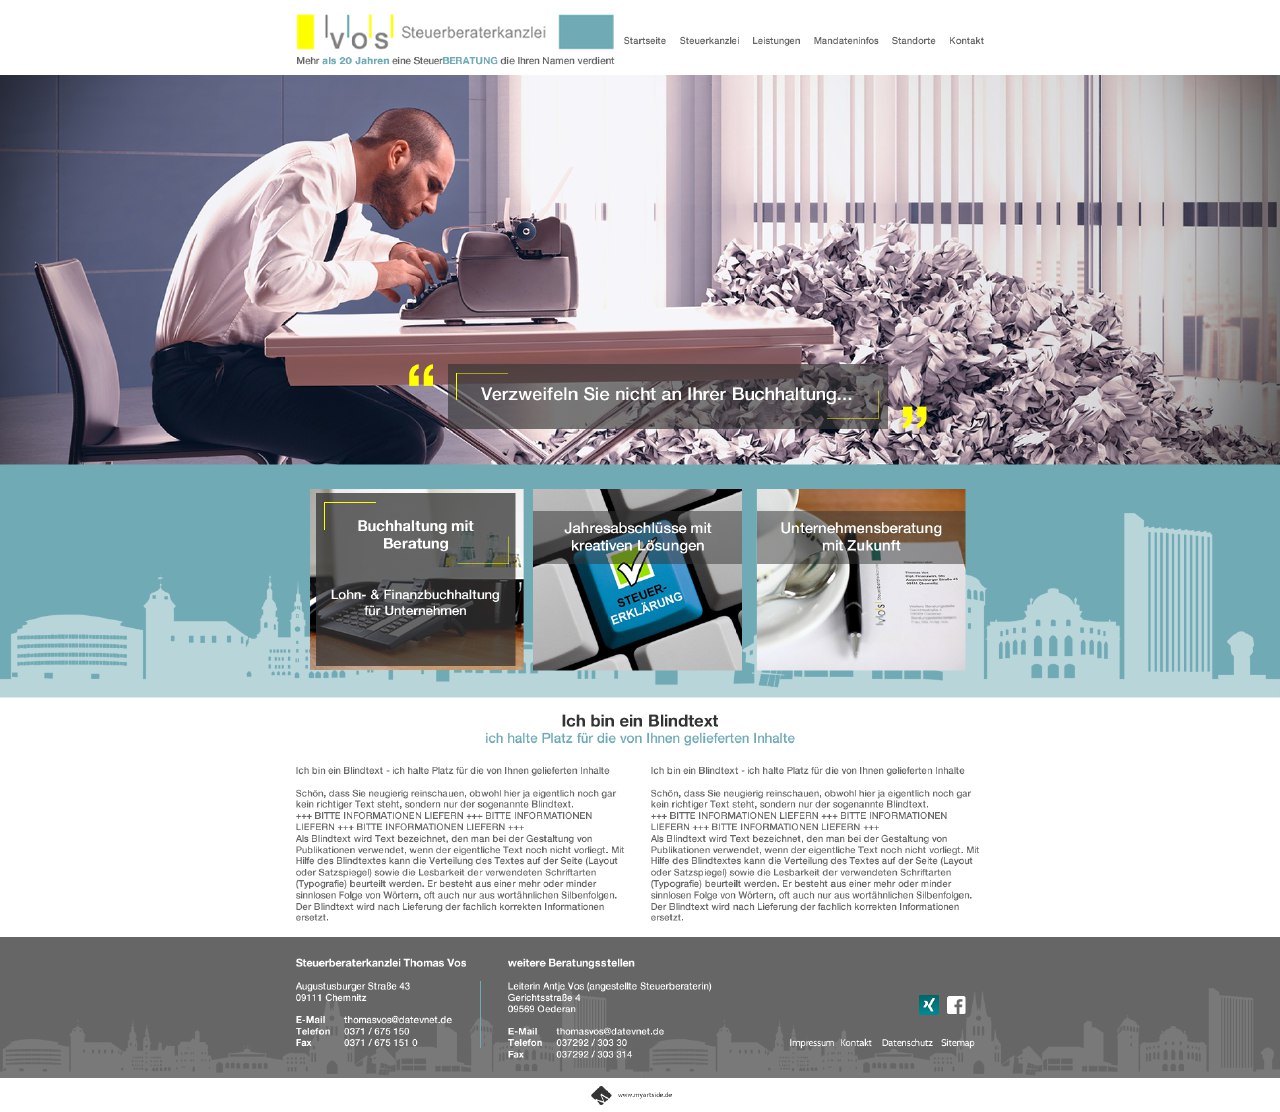 Vos Steuerberaterkanzlei
Mehr als 20 Jahren eine SteuerBERATUNG die Ihren Namen verdient
Startseite Steuerkanzlei Leistungen Mandateninfos Standorte Kontakt
“ Verzweifeln Sie nicht an Ihrer Buchhaltung... ”
Buchhaltung mit
Beratung
Lohn- & Finanzbuchhaltung
für Unternehmen
Jahresabschlüsse mit
kreativen Lösungen
STEUER-
ERKLÄRUNG
Unternehmensberatung
mit Zukunft
Thomas Vos
Ich bin ein Blindtext
ich halte Platz für die von Ihnen gelieferten Inhalte
Ich bin ein Blindtext - ich halte Platz für die von Ihnen gelieferten Inhalte
Schön, dass Sie neugierig reinschauen, obwohl hier ja eigentlich noch gar
kein richtiger Text steht, sondern nur der sogenannte Blindtext.
+++ BITTE INFORMATIONEN LIEFERN +++ BITTE INFORMATIONEN
LIEFERN +++ BITTE INFORMATIONEN LIEFERN +++
Als Blindtext wird Text bezeichnet, den man bei der Gestaltung von
Publikationen verwendet, wenn der eigentliche Text noch nicht vorliegt. Mit
Hilfe des Blindtextes kann die Verteilung des Textes auf der Seite (Layout
oder Satzspiegel) sowie die Lesbarkeit der verwendeten Schriftarten
(Typografie) beurteilt werden. Er besteht aus einer mehr oder minder
sinnlosen Folge von Wörtern, oft auch nur aus wortähnlichen Silbenfolgen.
Der Blindtext wird nach Lieferung der fachlich korrekten Informationen
ersetzt.
Ich bin ein Blindtext - ich halte Platz für die von Ihnen gelieferten Inhalte
Schön, dass Sie neugierig reinschauen, obwohl hier ja eigentlich noch gar
kein richtiger Text steht, sondern nur der sogenannte Blindtext.
+++ BITTE INFORMATIONEN LIEFERN +++ BITTE INFORMATIONEN
LIEFERN +++ BITTE INFORMATIONEN LIEFERN +++
Als Blindtext wird Text bezeichnet, den man bei der Gestaltung von
Publikationen verwendet, wenn der eigentliche Text noch nicht vorliegt. Mit
Hilfe des Blindtextes kann die Verteilung des Textes auf der Seite (Layout
oder Satzspiegel) sowie die Lesbarkeit der verwendeten Schriftarten
(Typografie) beurteilt werden. Er besteht aus einer mehr oder minder
sinnlosen Folge von Wörtern, oft auch nur aus wortähnlichen Silbenfolgen.
Der Blindtext wird nach Lieferung der fachlich korrekten Informationen
ersetzt.
Steuerberaterkanzlei Thomas Vos
Augustusburger Straße 43
09111 Chemnitz
E-Mail thomasvos@datevnet.de
Telefon 0371 / 675 150
Fax 0371 / 675 151 0
weitere Beratungsstellen
Leiterin Antje Vos (angestellte Steuerberaterin)
Gerichtsstraße 4
09569 Oederan
E-Mail thomasvos@datevnet.de
Telefon 037292 / 303 30
Fax 037292 / 303 314
Impressum Kontakt Datenschutz Sitemap
www.myartside.de